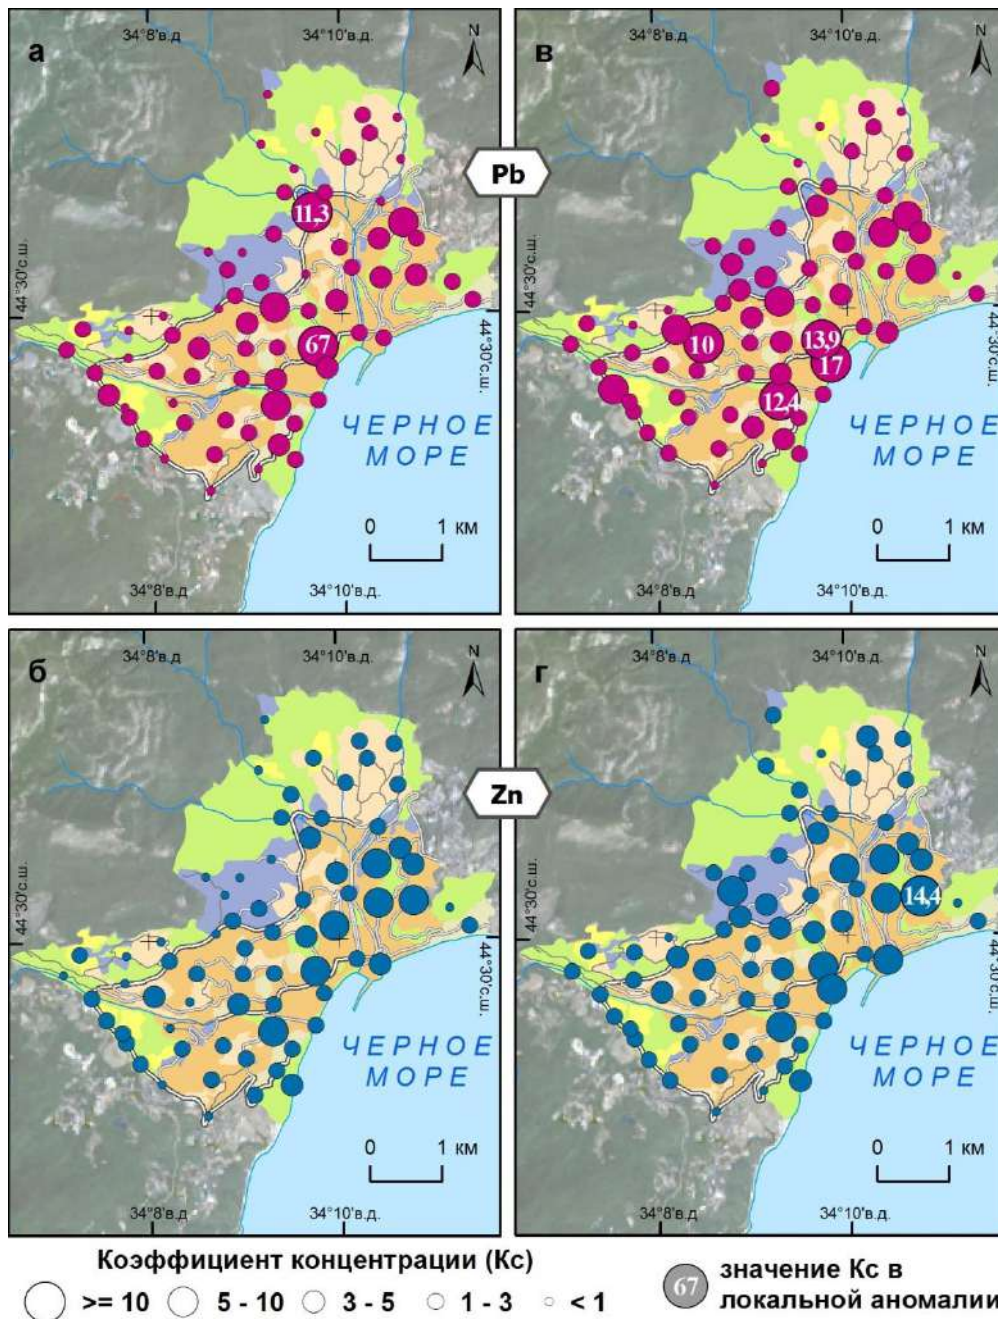 а
34°8'в.д.
34°10'в.д.
N
11,3
67
44°30'с.ш.
44°30'с.ш.
ЧЕРНОЕ
МОРЕ
0 1 км
34°8'в.д.
34°10'в.д.
Pb
в
34°8'в.д.
34°10'в.д.
N
10
13,9
17
12,4
44°30'с.ш.
44°30'с.ш.
ЧЕРНОЕ
МОРЕ
0 1 км
34°8'в.д.
34°10'в.д.
б
34°8'в.д
34°10'в.д.
N
44°30'с.ш.
44°30'с.ш.
ЧЕРНОЕ
МОРЕ
0 1 км
34°8'в.д
34°10'в.д.
Zn
г
34°8'в.д
34°10'в.д.
N
14,4
44°30'с.ш.
44°30'с.ш.
ЧЕРНОЕ
МОРЕ
0 1 км
34°8'в.д
34°10'в.д.
Коэффициент концентрации (Кс)
>= 10 5 - 10 3 - 5 1 - 3 < 1
67
значение Кс в
локальной аномалии